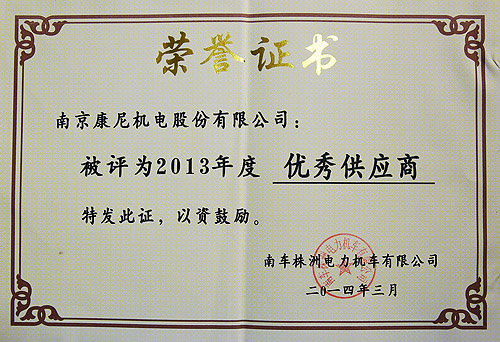 荣誉证书
南京康尼机电股份有限公司：
被评为2013年度 优秀供应商
特发此证，以资鼓励。
南车株洲电力机车有限公司
二〇一四年三月